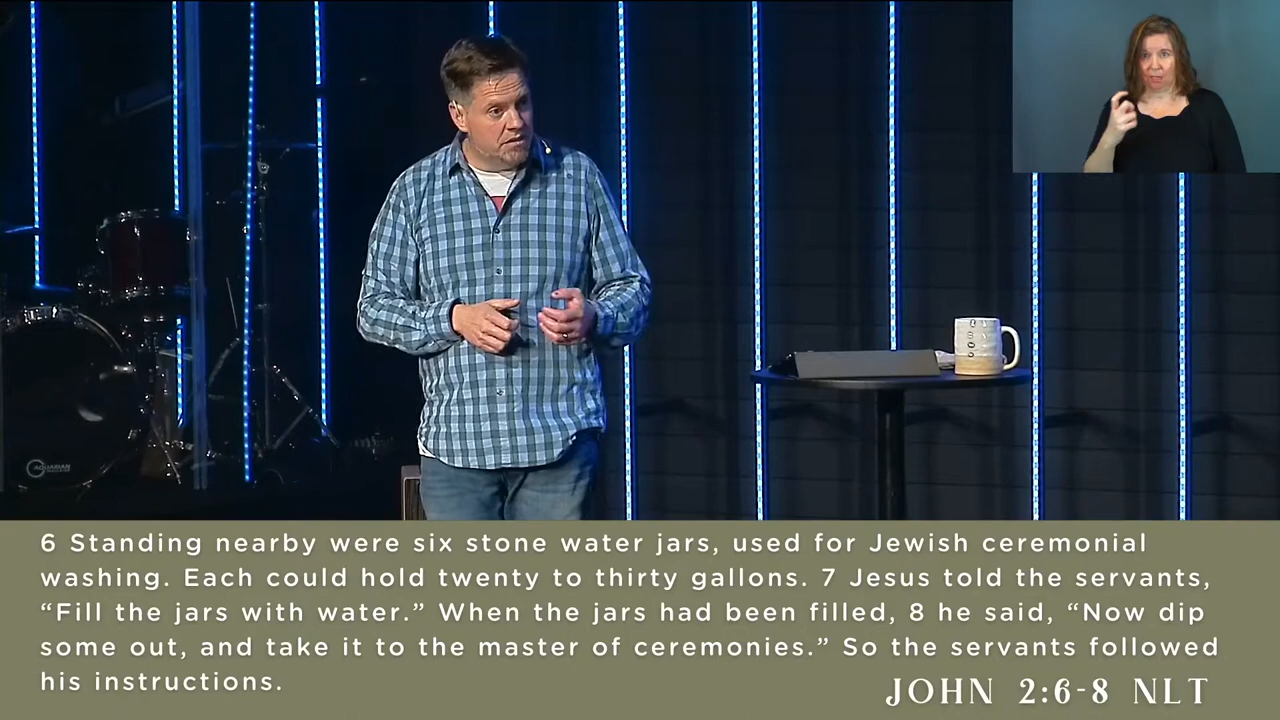 AQUARIAN
6 Standing nearby were six stone water jars, used for Jewish ceremonial
washing. Each could hold twenty to thirty gallons. 7 Jesus told the servants,
“Fill the jars with water.” When the jars had been filled, 8 he said, “Now dip
some out, and take it to the master of ceremonies.” So the servants followed
his instructions.
JOHN 2:6-8 NLT